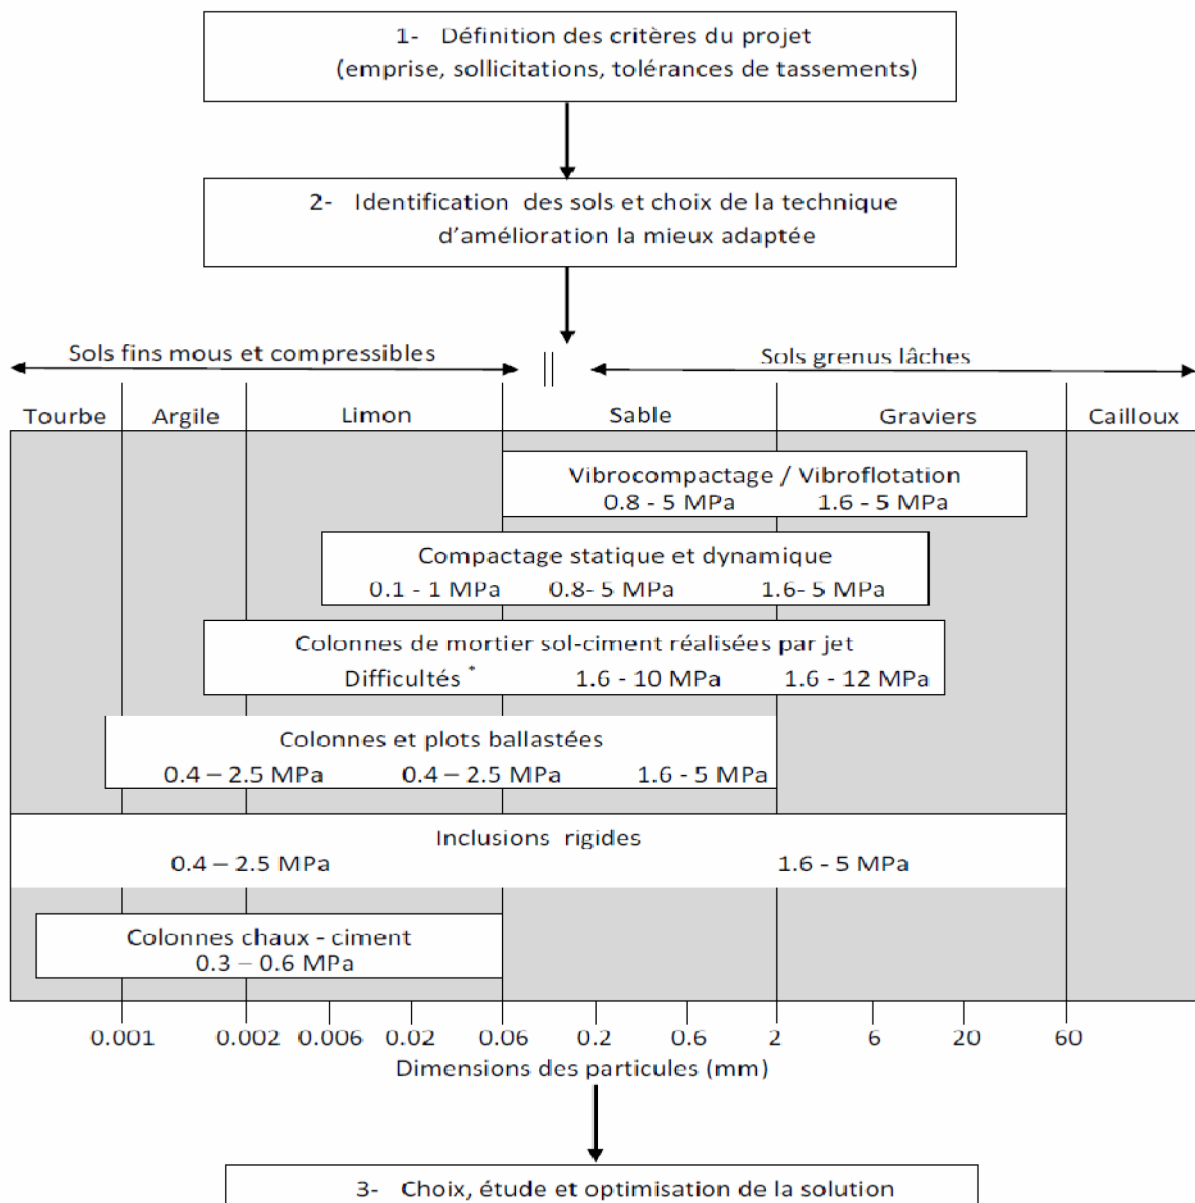 1- Définition des critères du projet
(emprise, sollicitations, tolérances de tassements)
2- Identification des sols et choix de la technique
d'amélioration la mieux adaptée
Sols fins mous et compressibles || Sols grenus lâches
Tourbe Argile Limon Sable Graviers Cailloux
Vibrocompactage / Vibroflotation
0.8 - 5 MPa 1.6 - 5 MPa
Compactage statique et dynamique
0.1 - 1 MPa 0.8- 5 MPa 1.6- 5 MPa
Colonnes de mortier sol-ciment réalisées par jet
Difficultés * 1.6 - 10 MPa 1.6 - 12 MPa
Colonnes et plots ballastées
0.4 – 2.5 MPa 0.4 – 2.5 MPa 1.6 - 5 MPa
Inclusions rigides
0.4 – 2.5 MPa 1.6 - 5 MPa
Colonnes chaux - ciment
0.3 – 0.6 MPa
0.001 0.002 0.006 0.02 0.06 0.2 0.6 2 6 20 60
Dimensions des particules (mm)
3- Choix, étude et optimisation de la solution